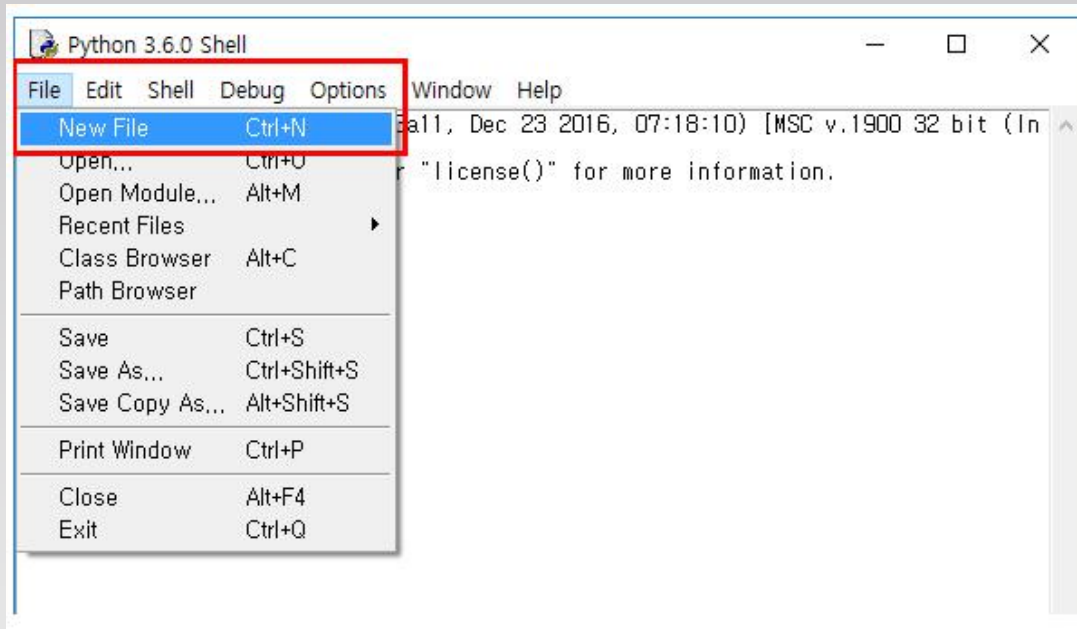 Python 3.6.0 Shell
File Edit Shell Debug Options Window Help
New File Ctrl+N
Open... Ctrl+O
Open Module... Alt+M
Recent Files
Class Browser Alt+C
Path Browser
Save Ctrl+S
Save As... Ctrl+Shift+S
Save Copy As... Alt+Shift+S
Print Window Ctrl+P
Close Alt+F4
Exit Ctrl+Q
6a11, Dec 23 2016, 07:18:10) [MSC v.1900 32 bit (In
"license()" for more information.